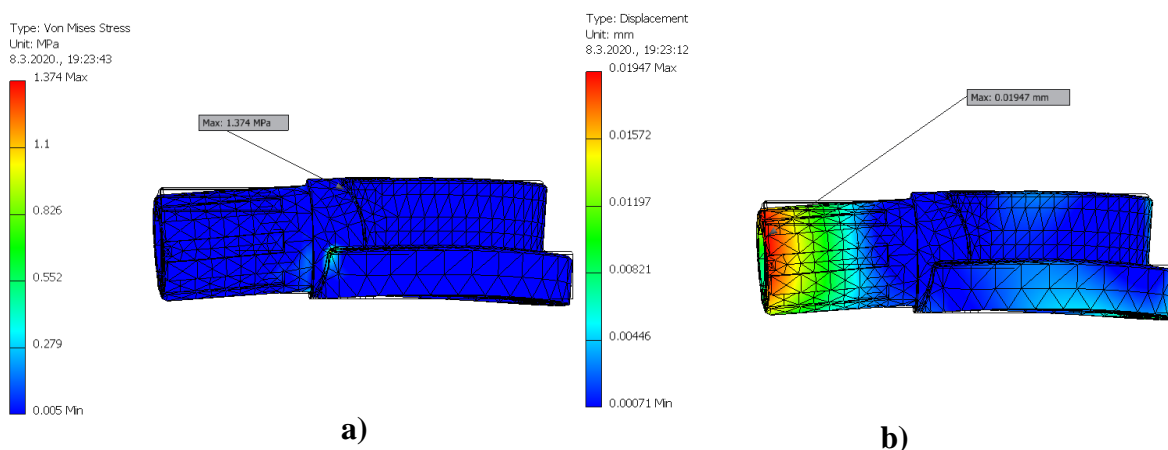 Type: Von Mises Stress
Unit: MPa
8.3.2020., 19:23:43
1.374 Max
1.1
0.826
0.552
0.279
0.005 Min
Max: 1.374 MPa
a)
Type: Displacement
Unit: mm
8.3.2020., 19:23:12
0.01947 Max
0.01572
0.01197
0.00821
0.00446
0.00071 Min
Max: 0.01947 mm
b)